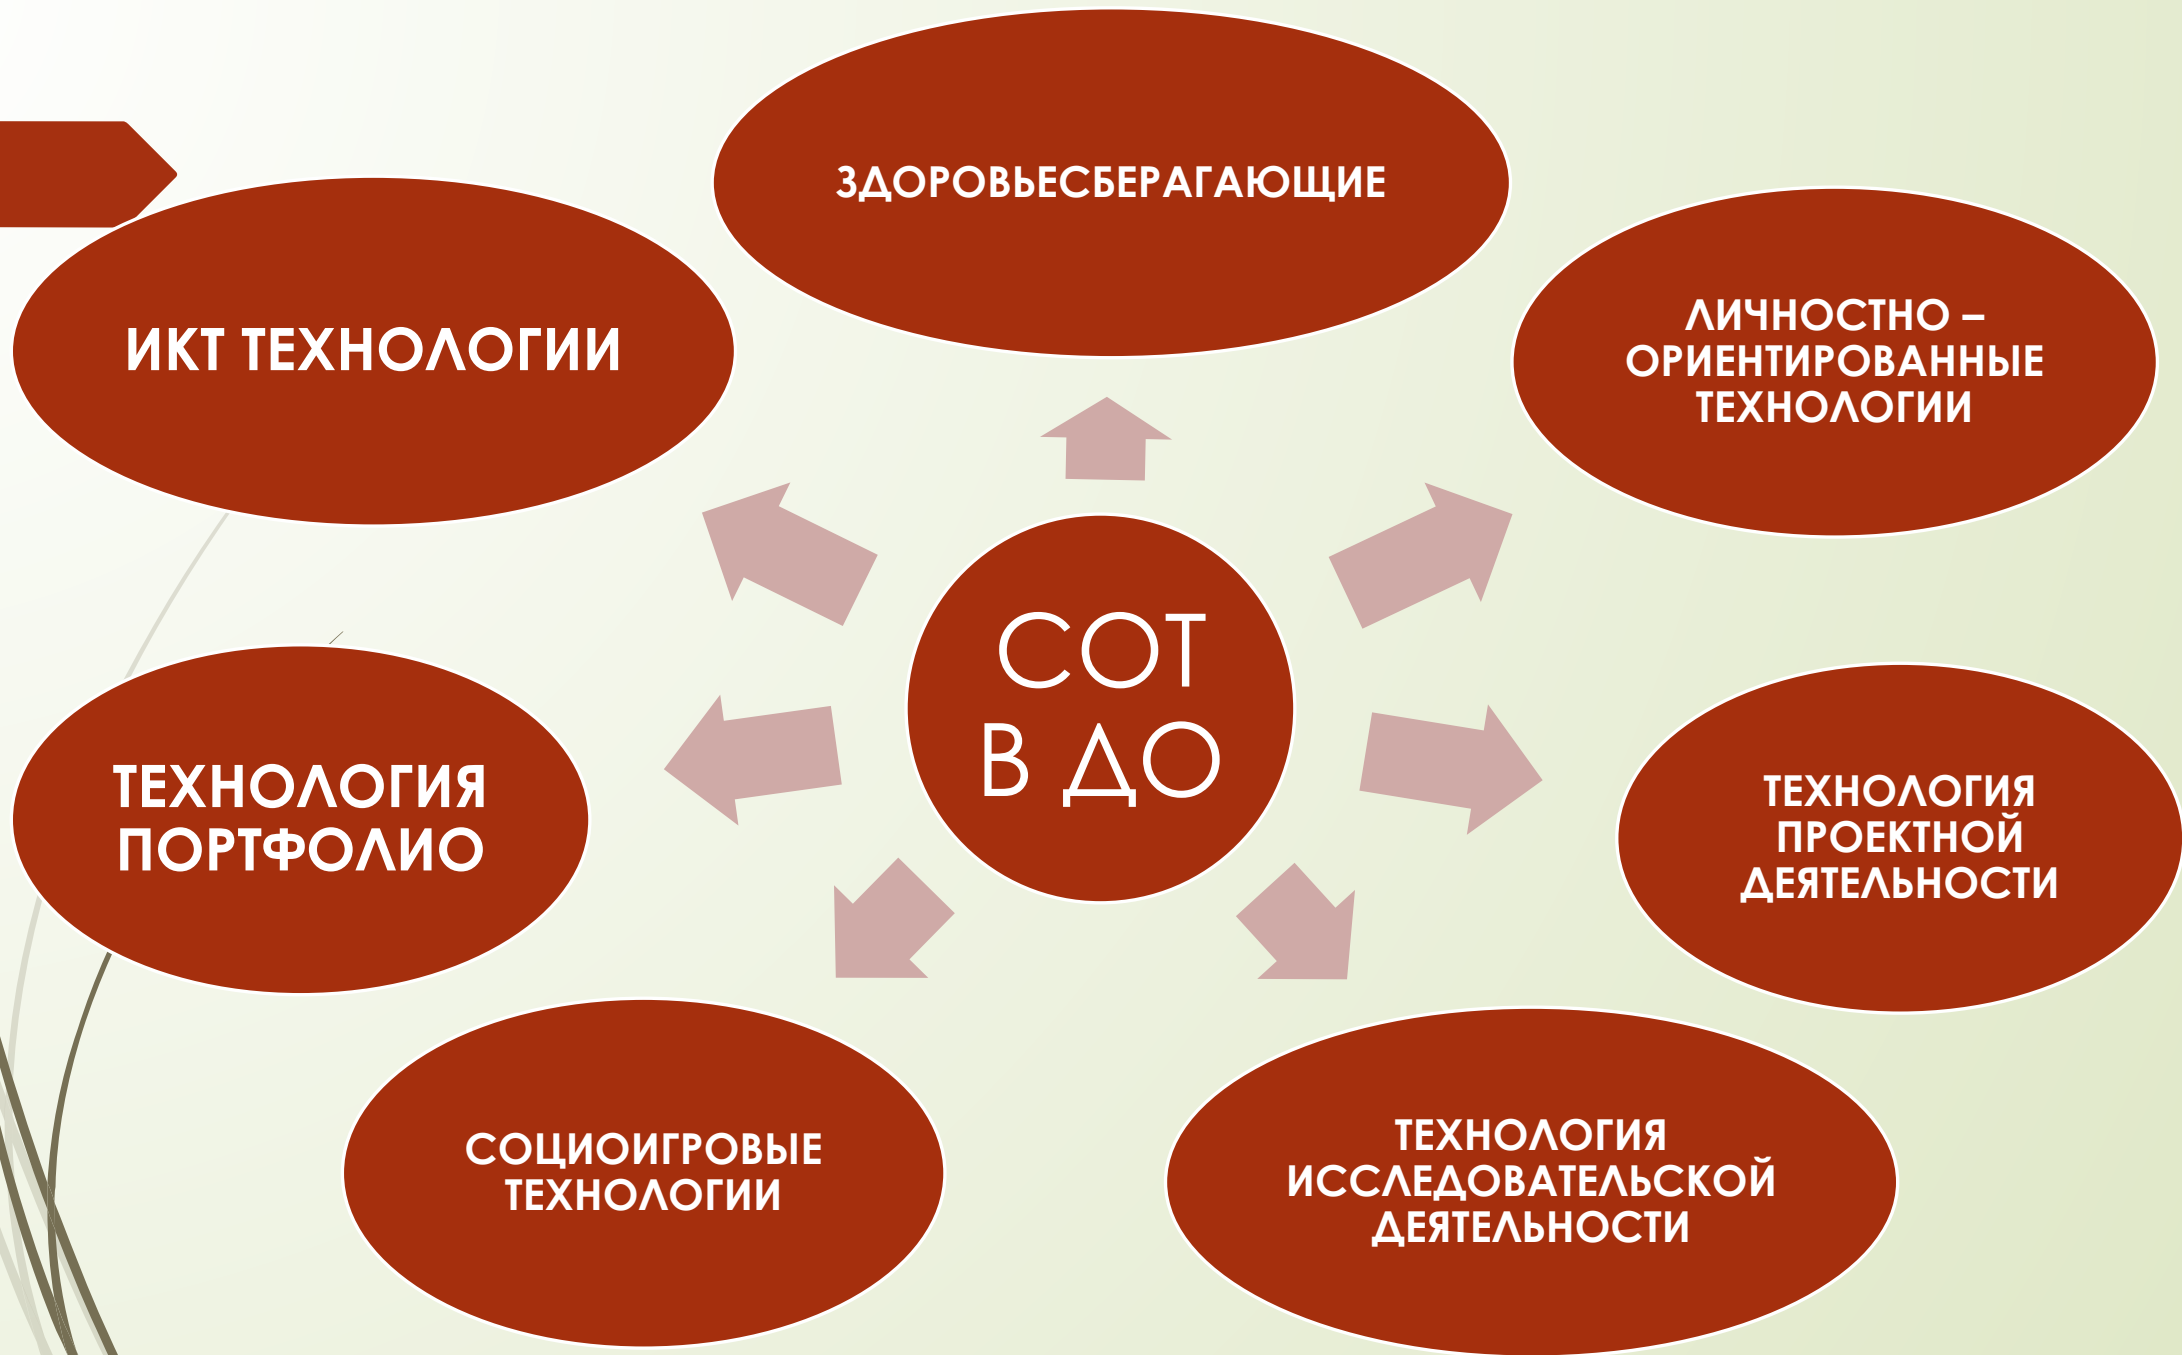 ЗДОРОВЬЕСБЕРАГАЮЩИЕ
ИКТ ТЕХНОЛОГИИ
ЛИЧНОСТНО –
ОРИЕНТИРОВАННЫЕ
ТЕХНОЛОГИИ
СОТ
В ДО
ТЕХНОЛОГИЯ
ПОРТФОЛИО
ТЕХНОЛОГИЯ
ПРОЕКТНОЙ
ДЕЯТЕЛЬНОСТИ
СОЦИОИГРОВЫЕ
ТЕХНОЛОГИИ
ТЕХНОЛОГИЯ
ИССЛЕДОВАТЕЛЬСКОЙ
ДЕЯТЕЛЬНОСТИ